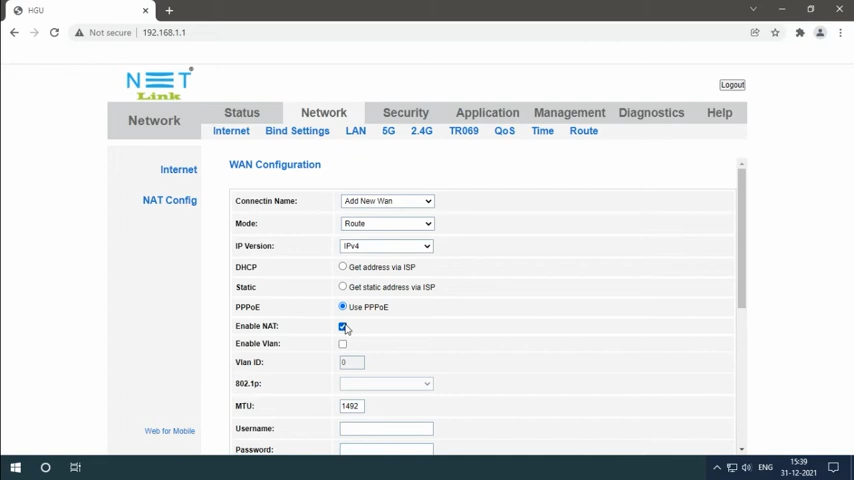 HGU
Not secure
192.168.1.1
NET
Link
Logout
Network
Status
Network
Security
Application
Management
Diagnostics
Help
Internet
Bind Settings
LAN
5G
2.4G
TR069
QoS
Time
Route
Internet
NAT Config
Web for Mobile
WAN Configuration
Connectin Name: Add New Wan
Mode: Route
IP Version: IPv4
DHCP Get address via ISP
Static Get static address via ISP
PPPoE Use PPPoE
Enable NAT:
Enable Vlan:
Vlan ID: 0
802.1p:
MTU: 1492
Username:
Password:
ENG
15:39
31-12-2021